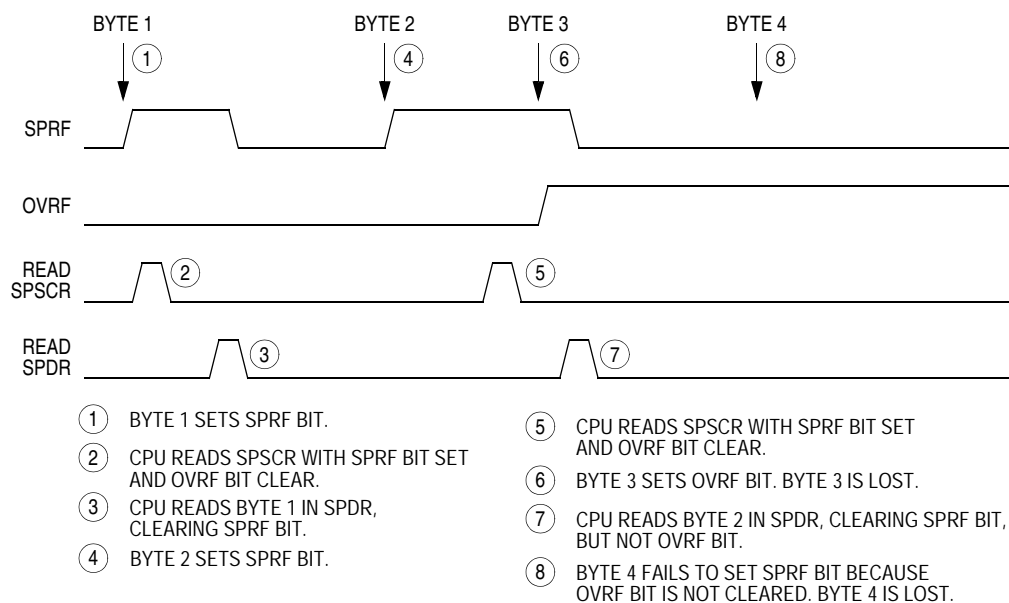 BYTE 1
BYTE 2
BYTE 3
BYTE 4
1
4
6
8
SPRF
OVRF
READ
SPSCR
2
5
READ
SPDR
3
7
1 BYTE 1 SETS SPRF BIT.
2 CPU READS SPSCR WITH SPRF BIT SET
AND OVRF BIT CLEAR.
3 CPU READS BYTE 1 IN SPDR,
CLEARING SPRF BIT.
4 BYTE 2 SETS SPRF BIT.
5 CPU READS SPSCR WITH SPRF BIT SET
AND OVRF BIT CLEAR.
6 BYTE 3 SETS OVRF BIT. BYTE 3 IS LOST.
7 CPU READS BYTE 2 IN SPDR, CLEARING SPRF BIT,
BUT NOT OVRF BIT.
8 BYTE 4 FAILS TO SET SPRF BIT BECAUSE
OVRF BIT IS NOT CLEARED. BYTE 4 IS LOST.